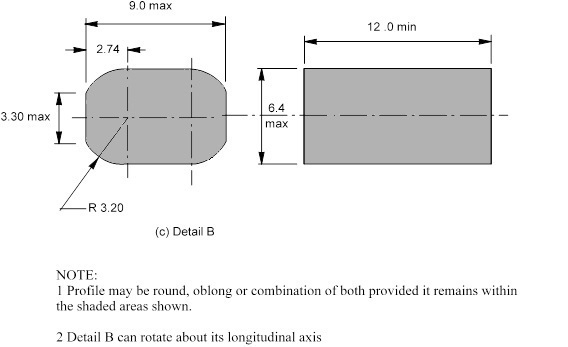 9.0 max
12 .0 min
2.74
3.30 max
6.4
max
R 3.20
(c) Detail B
NOTE:
1 Profile may be round, oblong or combination of both provided it remains within
the shaded areas shown.
2 Detail B can rotate about its longitudinal axis